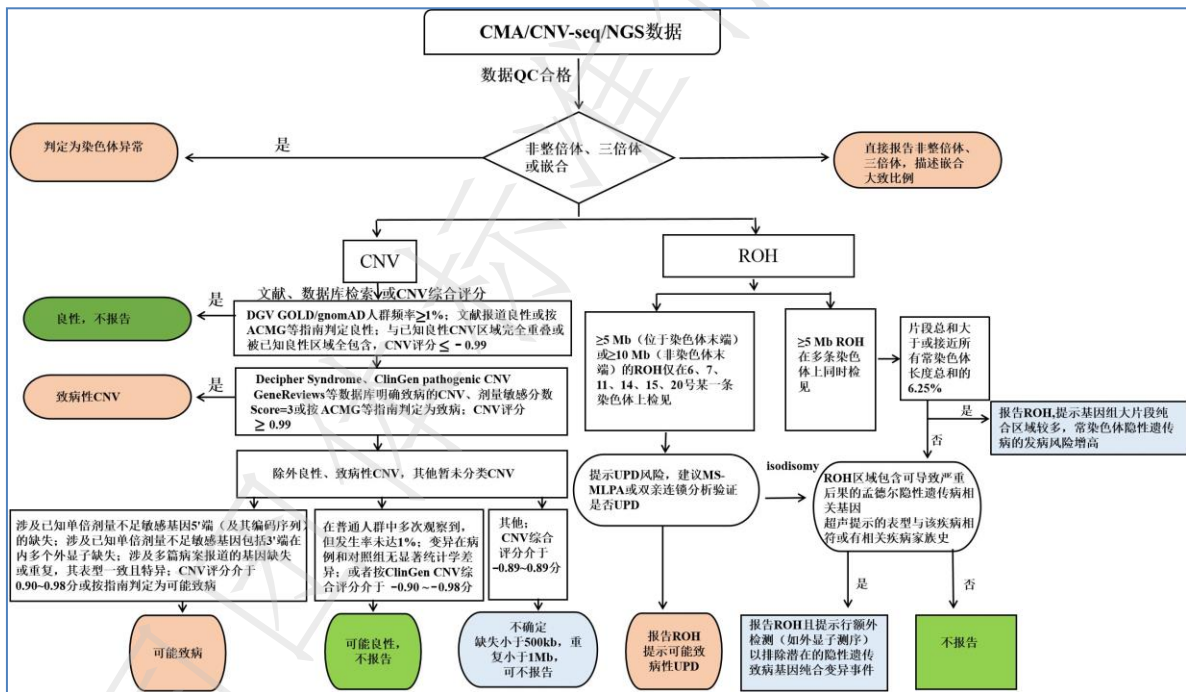 CMA/CNV-seq/NGS数据
数据QC合格
判定为染色体异常
是
非整倍体、三倍体
或嵌合
直接报告非整倍体、
三倍体，描述嵌合
大致比例
CNV
ROH
文献、数据库检索 或CNV综合评分
良性，不报告
是
DGV GOLD/gnomAD人群频率≥1%；文献报道良性或按
ACMG等指南判定良性；与已知良性CNV区域完全重叠或
被已知良性区域全包含，CNV评分≤－0.99
致病性CNV
是
Decipher Syndrome、ClinGen pathogenic CNV
GeneReviews等数据库明确致病的CNV、剂量敏感分数
Score=3或按 ACMG等指南判定为致病；CNV评分
≥ 0.99
除外良性、致病性CNV，其他暂未分类CNV
涉及已知单倍剂量不足敏感基因5'端（及其编码序列）
的缺失；涉及已知单倍剂量不足敏感基因包括3'端在
内多个外显子缺失；涉及多篇病案报道的基因缺失
或重复，其表型一致且特异；CNV评分介于
0.90~0.98分或按指南判定为可能致病
在普通人群中多次观察到，
但发生率未达1%；变异在
病例和对照组无显著统计学差
异；或者按ClinGen CNV综
合评分介于 -0.90～-0.98分
其他；
CNV综合
评分介于
-0.89~0.89分
可能致病
可能良性，
不报告
不确定
缺失小于500kb，重
复小于1Mb，
可不报告
≥5 Mb（位于染色体末端）
或≥10 Mb（非染色体末
端）的ROH仅在6、7、
11、14、15、20号某一条
染色体上检见
≥5 Mb ROH
在多条染色
体上同时检
见
片段总和大
于或接近所
有常染色体
长度总和的
6.25%
是
报告ROH,提示基因组大片段纯
合区域较多，常染色体隐性遗传
病的发病风险增高
否
提示UPD风险，建议MS-
MLPA或双亲连锁分析验证
是否UPD
isodisomy
ROH区域包含可导致严重
后果的孟德尔隐性遗传病相
关基因
超声提示的表型与该疾病相
符或有相关疾病家族史
是
否
报告ROH
提示可能致
病性UPD
报告ROH且提示行额外
检测（如外显子测序）
以排除潜在的隐性遗传
致病基因纯合变异事件
不报告